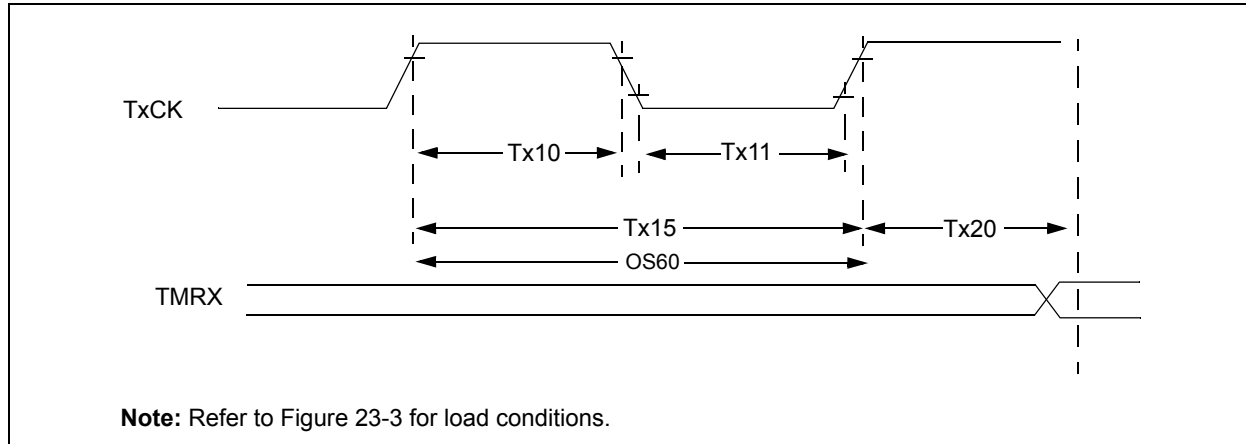 TxCK
Tx10
Tx11
Tx15
Tx20
OS60
TMRX
Note: Refer to Figure 23-3 for load conditions.